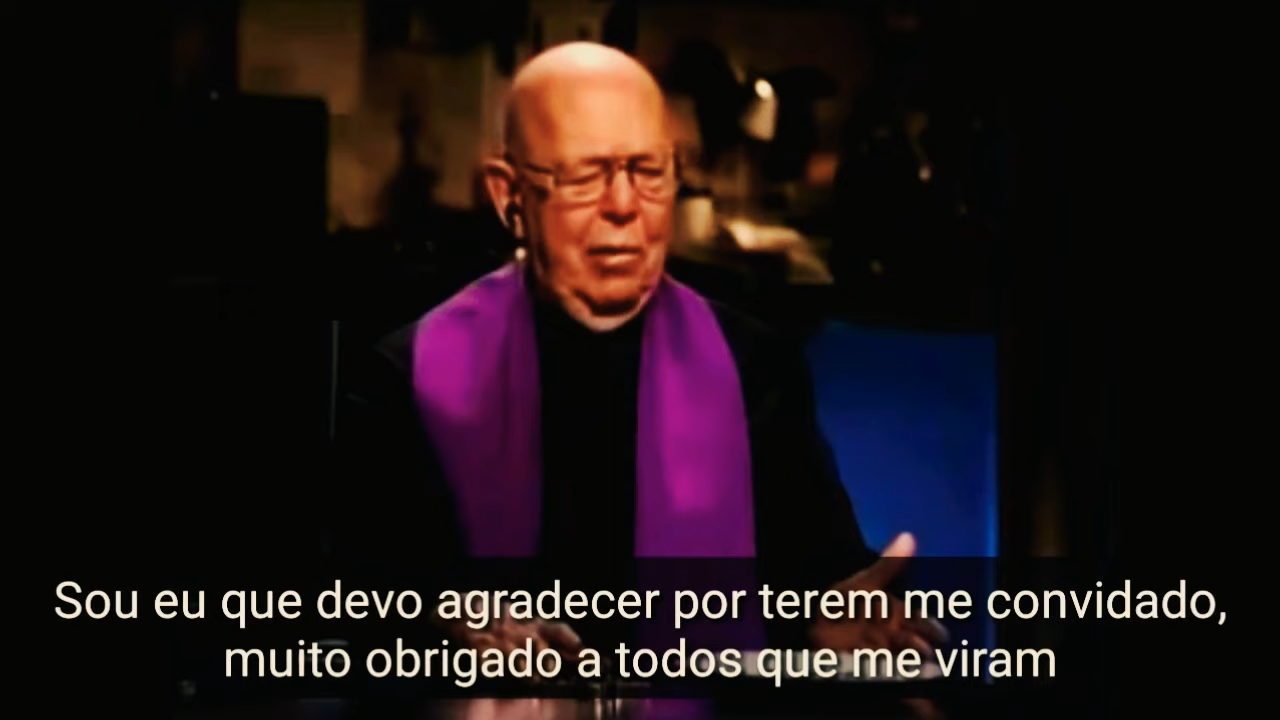 Sou eu que devo agradecer por terem me convidado,
muito obrigado a todos que me viram